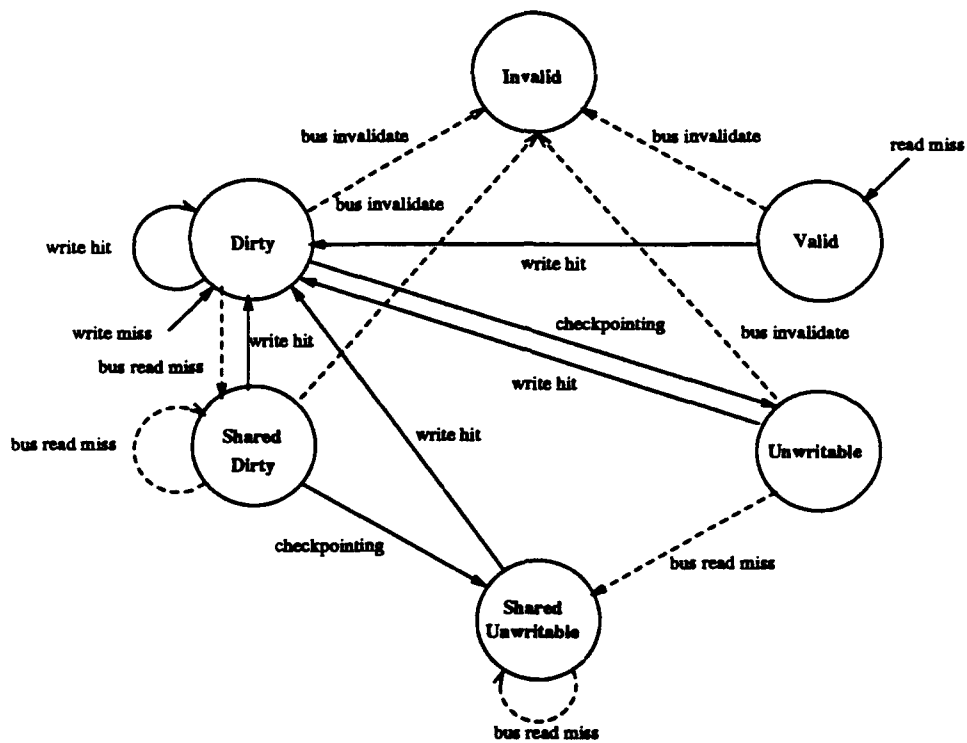 Invalid
bus invalidate
bus invalidate
read miss
bus invalidate
write hit
Dirty
Valid
write hit
write miss
bus read miss
write hit
checkpointing
bus invalidate
write hit
bus read miss
Shared
Dirty
write hit
Unwritable
checkpointing
bus read miss
Shared
Unwritable
bus read miss